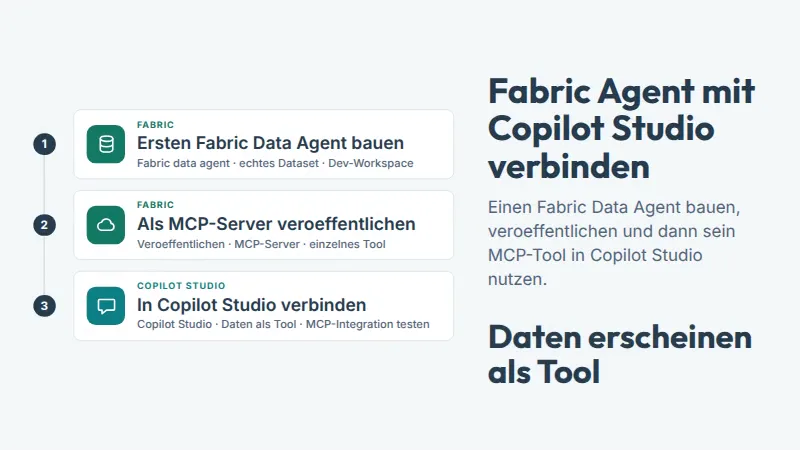 1
FABRIC
Ersten Fabric Data Agent bauen
Fabric data agent · echtes Dataset · Dev-Workspace
2
FABRIC
Als MCP-Server veroeffentlichen
Veroeffentlichen · MCP-Server · einzelnes Tool
3
COPILOT STUDIO
In Copilot Studio verbinden
Copilot Studio · Daten als Tool · MCP-Integration testen
Fabric Agent mit
Copilot Studio
verbinden
Einen Fabric Data Agent bauen,
veroeffentlichen und dann sein
MCP-Tool in Copilot Studio
nutzen.
Daten erscheinen
als Tool